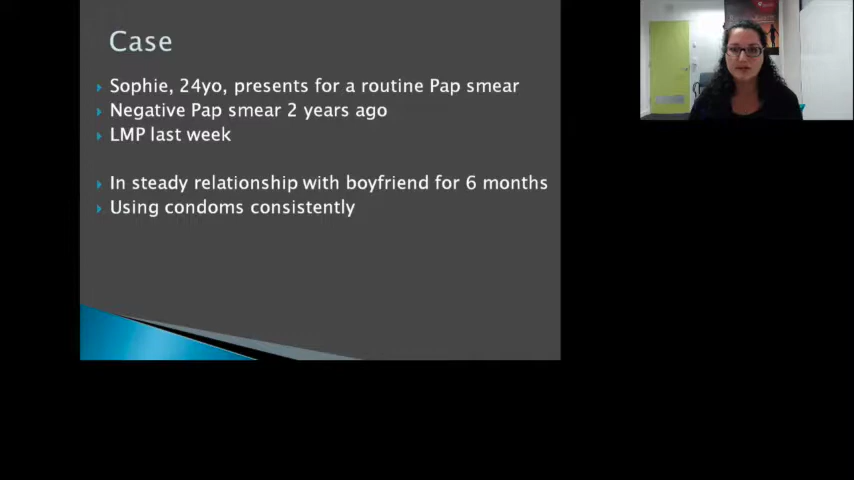 Case
Sophie, 24yo, presents for a routine Pap smear
Negative Pap smear 2 years ago
LMP last week
In steady relationship with boyfriend for 6 months
Using condoms consistently